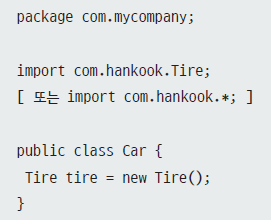 package com.mycompany;
import com.hankook.Tire;
[ 또는 import com.hankook.*; ]
public class Car {
Tire tire = new Tire();
}